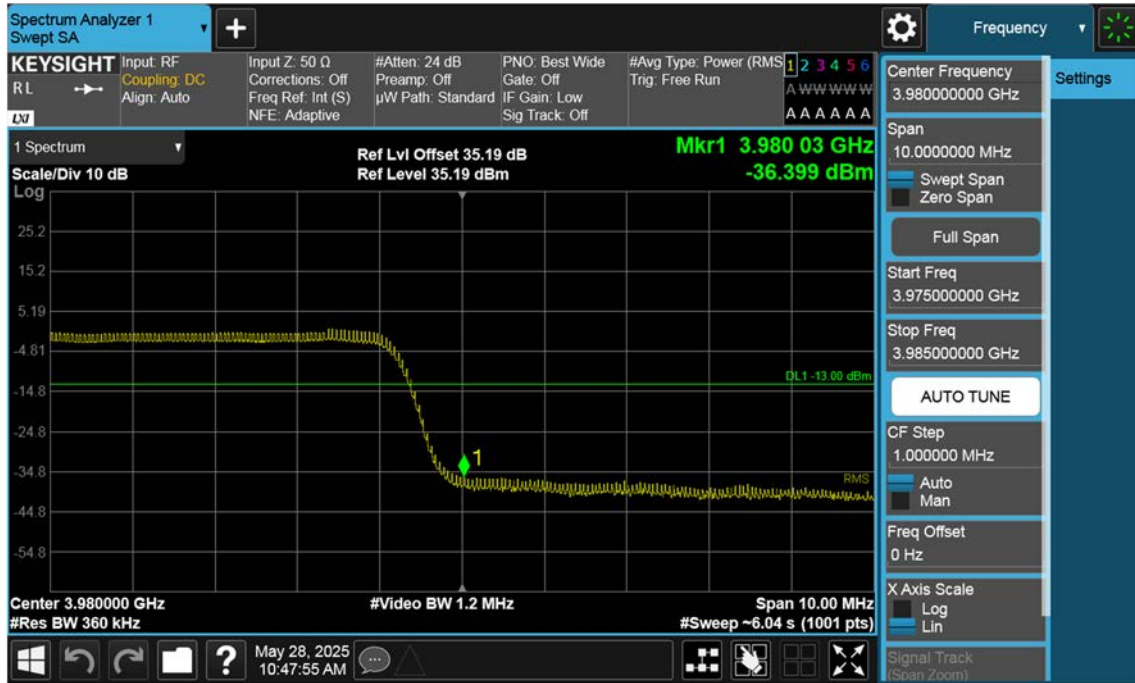 Spectrum Analyzer 1
Swept SA
Frequency
KEYSIGHT
R L
LXI
Input: RF
Coupling: DC
Align: Auto
Input Z: 50 Ω
Corrections: Off
Freq Ref: Int (S)
NFE: Adaptive
#Atten: 24 dB
Preamp: Off
µW Path: Standard
PNO: Best Wide
Gate: Off
IF Gain: Low
Sig Track: Off
#Avg Type: Power (RMS
Trig: Free Run
1 2 3 4 5 6
A W W W W W
A A A A A A
1 Spectrum
Scale/Div 10 dB
Log
Ref Lvl Offset 35.19 dB
Ref Level 35.19 dBm
Mkr1 3.980 03 GHz
-36.399 dBm
25.2
15.2
5.19
-4.81
-14.8
-24.8
-34.8
-44.8
-54.8
DL1 -13.00 dBm
1
RMS
Center 3.980000 GHz
#Res BW 360 kHz
#Video BW 1.2 MHz
Span 10.00 MHz
#Sweep ~6.04 s (1001 pts)
Center Frequency
3.980000000 GHz
Span
10.0000000 MHz
Swept Span
Zero Span
Full Span
Start Freq
3.975000000 GHz
Stop Freq
3.985000000 GHz
AUTO TUNE
CF Step
1.000000 MHz
Auto
Man
Freq Offset
0 Hz
X Axis Scale
Log
Lin
Signal Track
(Span Zoom)
Settings
?
May 28, 2025
10:47:55 AM